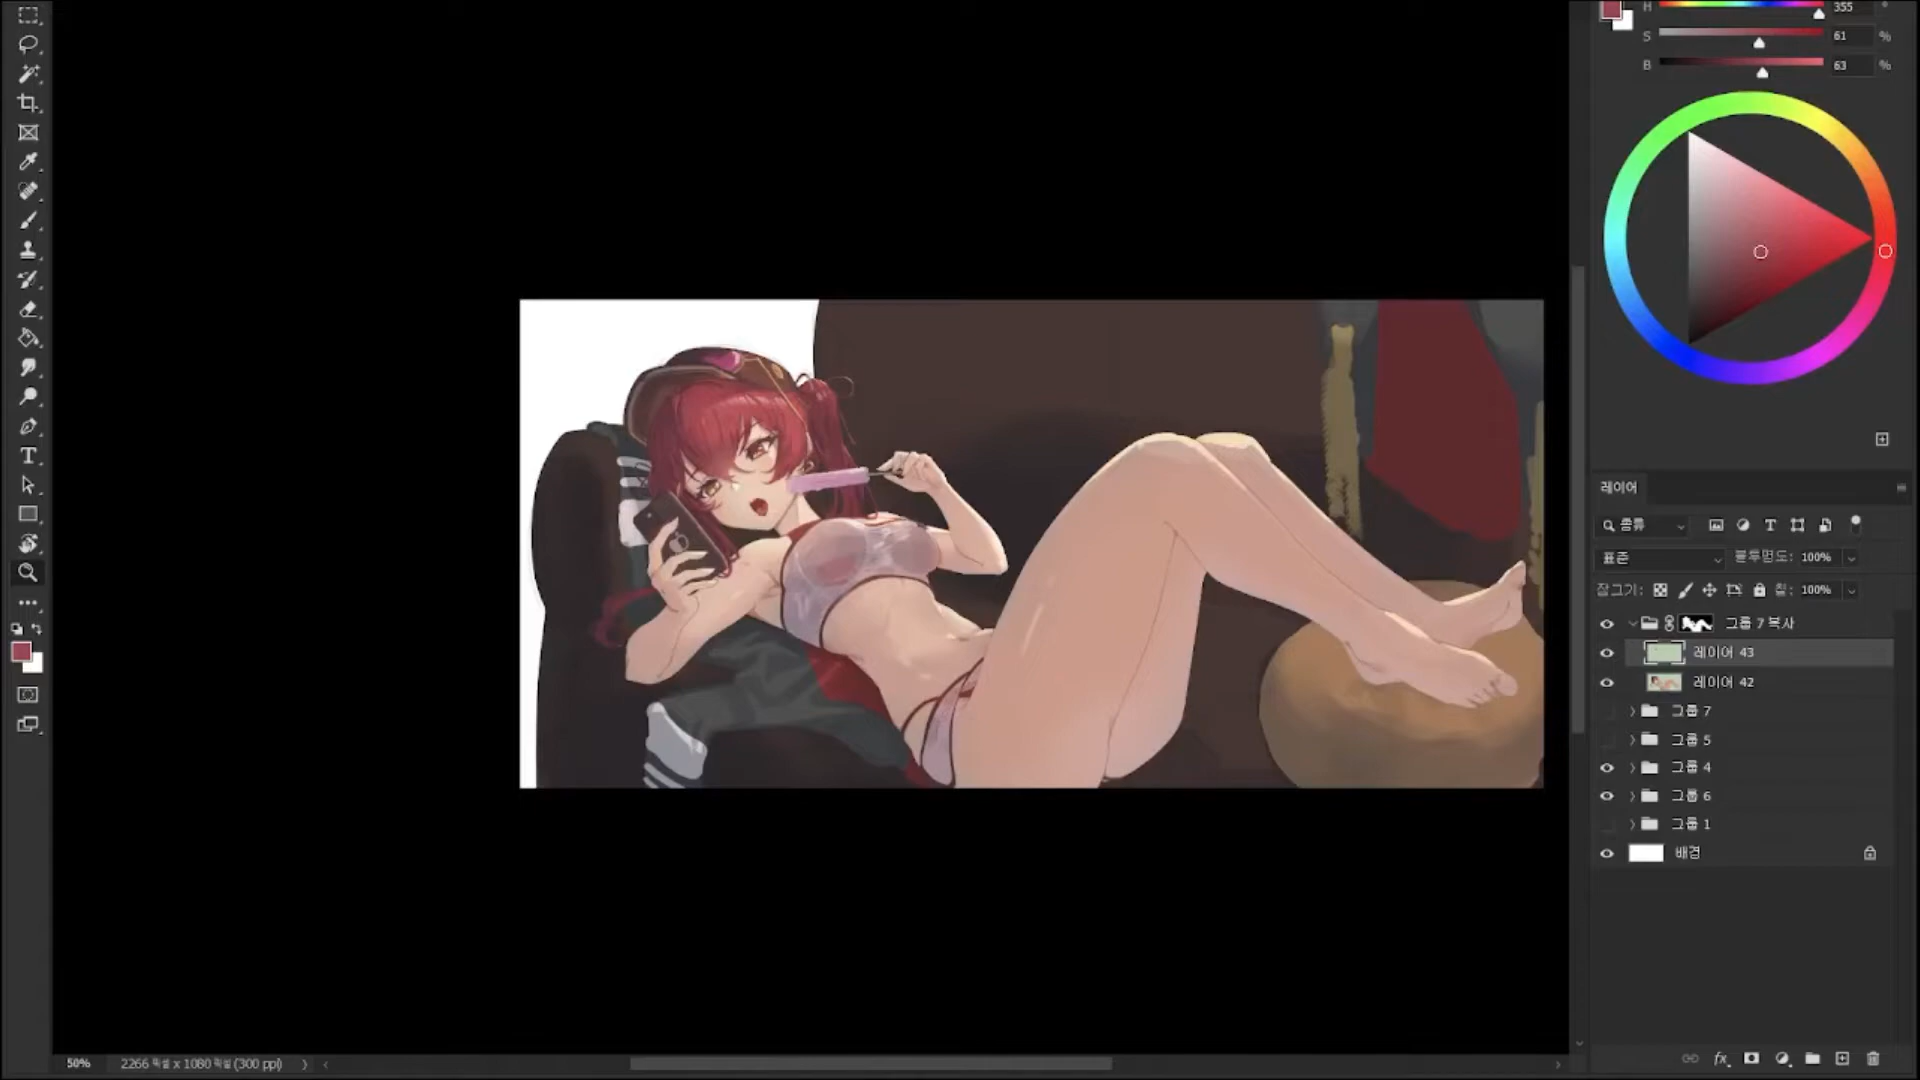 H 355 °
S 61 %
B 63 %
레이어
종류
표준 불투명도: 100%
잠그기: 칠: 100%
그룹 7 복사
레이어 43
레이어 42
그룹 7
그룹 5
그룹 4
그룹 6
그룹 1
배경
50% 2266 픽셀 x 1080 픽셀 (300 ppi)
fx